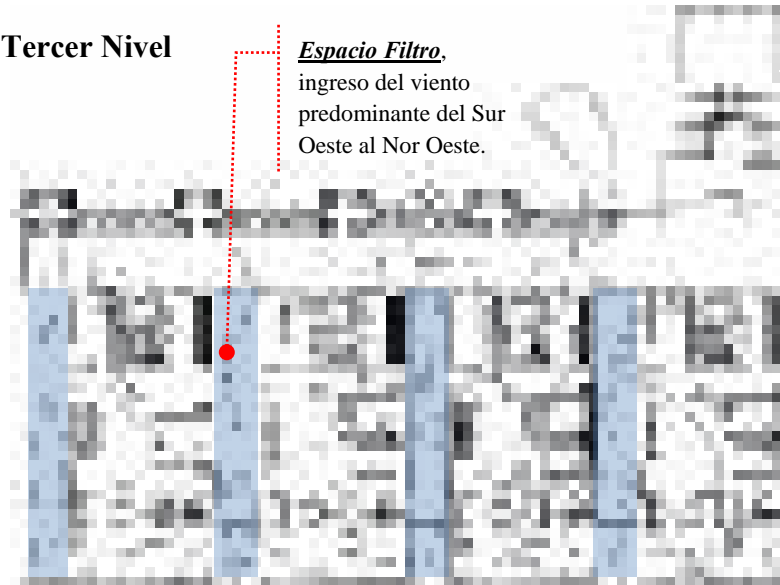 Tercer Nivel
Espacio Filtro,
ingreso del viento
predominante del Sur
Oeste al Nor Oeste.